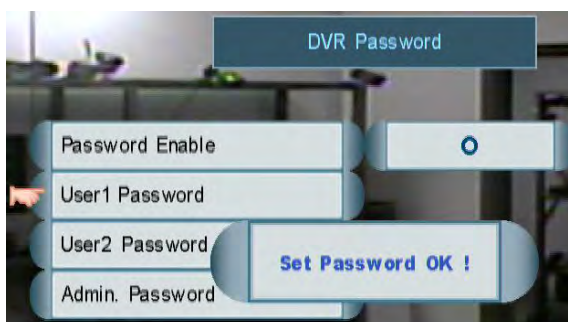 DVR Password
Password Enable
O
User1 Password
User2 Password
Set Password OK !
Admin. Password